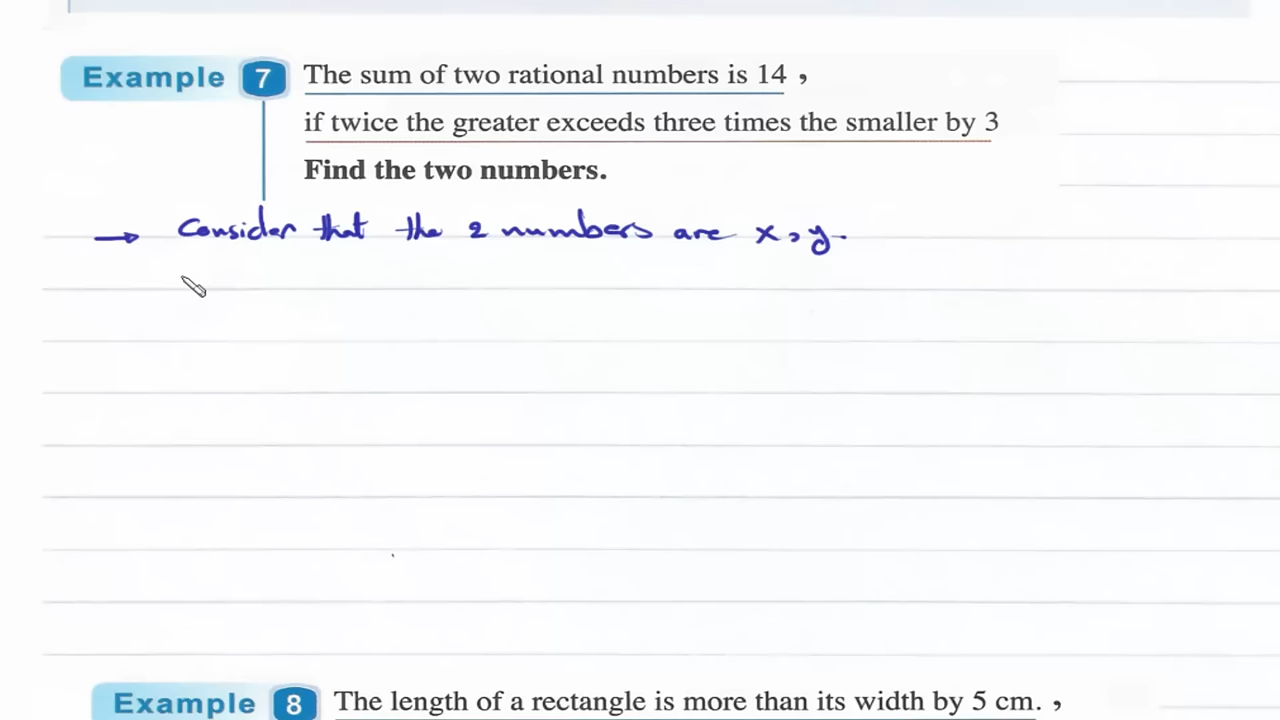 Example 7 The sum of two rational numbers is 14 ,
if twice the greater exceeds three times the smaller by 3
Find the two numbers.
→ Consider that the 2 numbers are x, y.
Example 8 The length of a rectangle is more than its width by 5 cm. ,